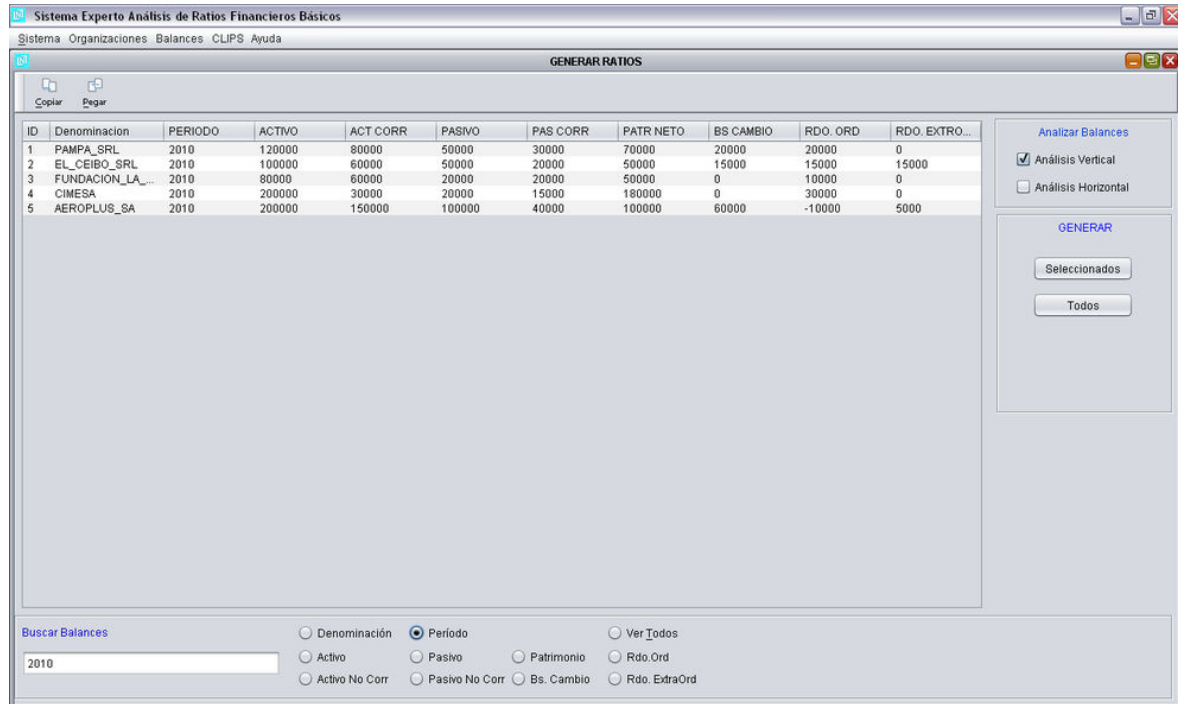 Sistema Experto Análisis de Ratios Financieros Básicos
Sistema Organizaciones Balances CLIPS Ayuda
GENERAR RATIOS
Copiar Pegar
ID Denominacion PERIODO ACTIVO ACT CORR PASIVO PAS CORR PATR NETO BS CAMBIO RDO. ORD RDO. EXTRO...
1 PAMPA_SRL 2010 120000 80000 50000 30000 70000 20000 20000 0
2 EL_CEIBO_SRL 2010 100000 60000 50000 20000 50000 15000 15000 15000
3 FUNDACION_LA_... 2010 80000 60000 20000 20000 50000 0 10000 0
4 CIMESA 2010 200000 30000 20000 15000 180000 0 30000 0
5 AEROPLUS_SA 2010 200000 150000 100000 40000 100000 60000 -10000 5000
Analizar Balances
Análisis Vertical
Análisis Horizontal
GENERAR
Seleccionados
Todos
Buscar Balances
2010
Denominación Período Ver Todos
Activo Pasivo Patrimonio Rdo.Ord
Activo No Corr Pasivo No Corr Bs. Cambio Rdo. ExtraOrd